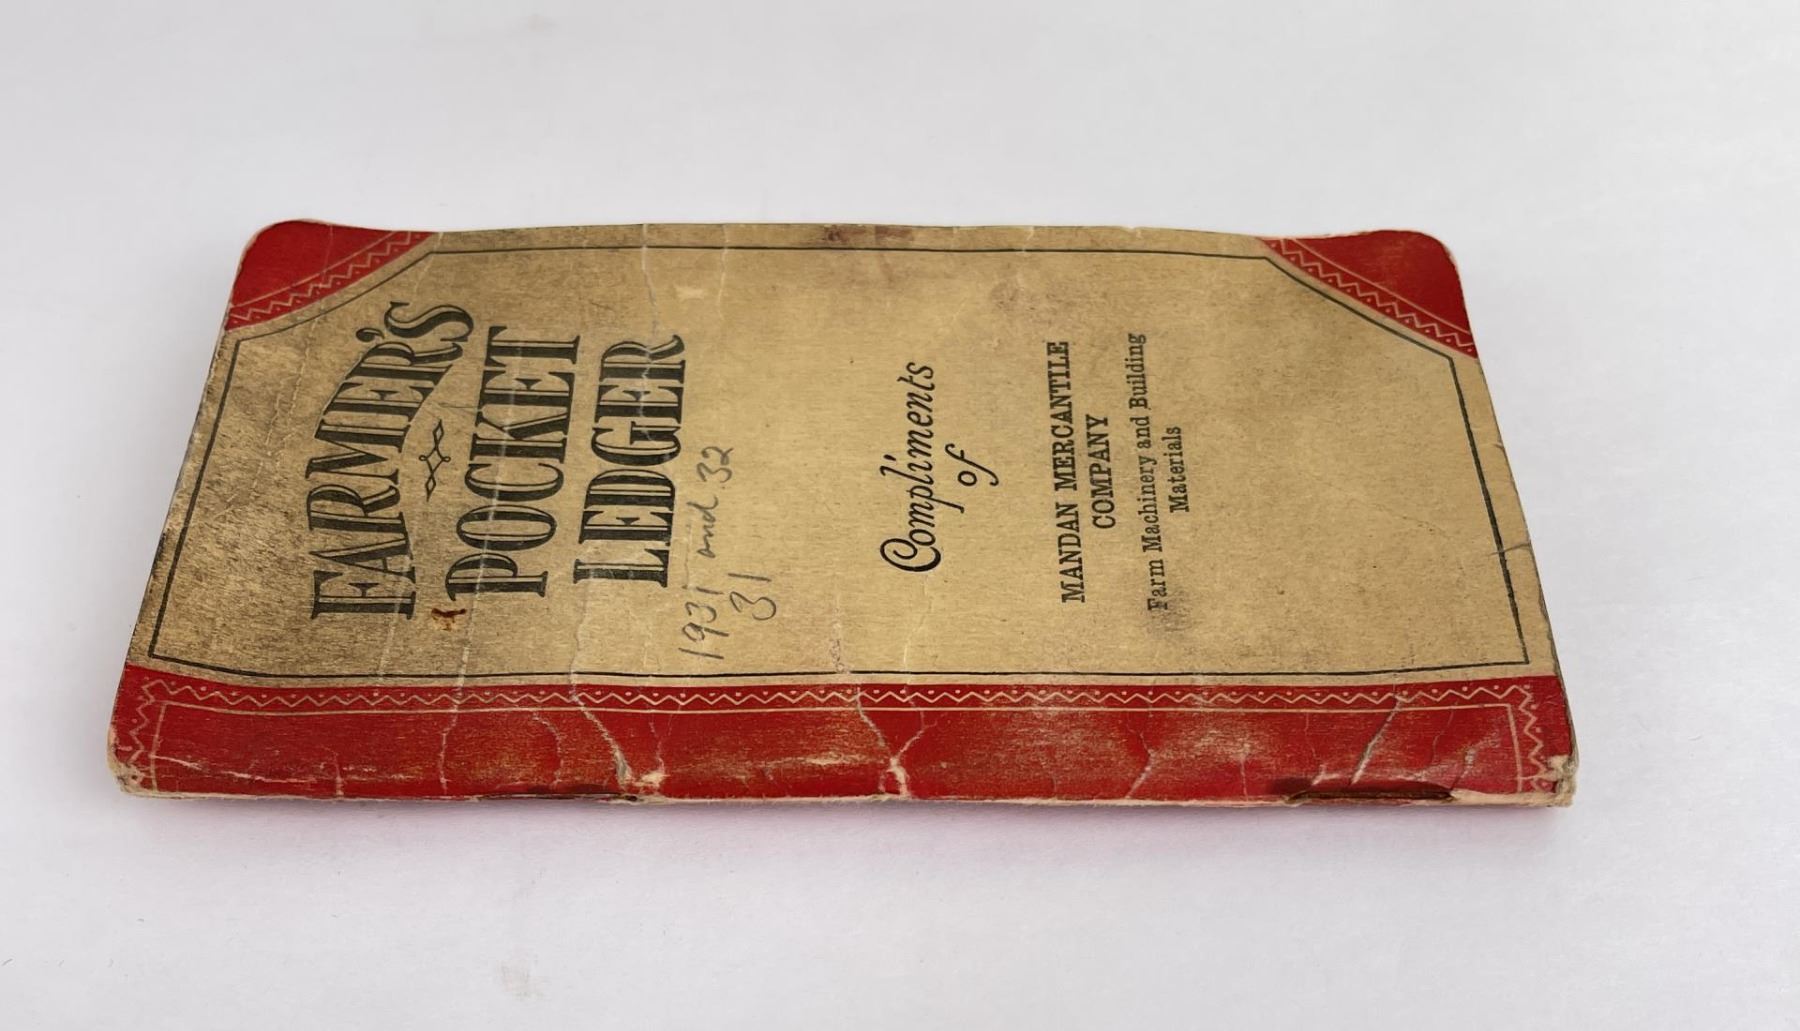 FARMER'S
POCKET
LEDGER
1931 and 32
31
Compliments
of
MANDAN MERCANTILE
COMPANY
Farm Machinery and Building
Materials